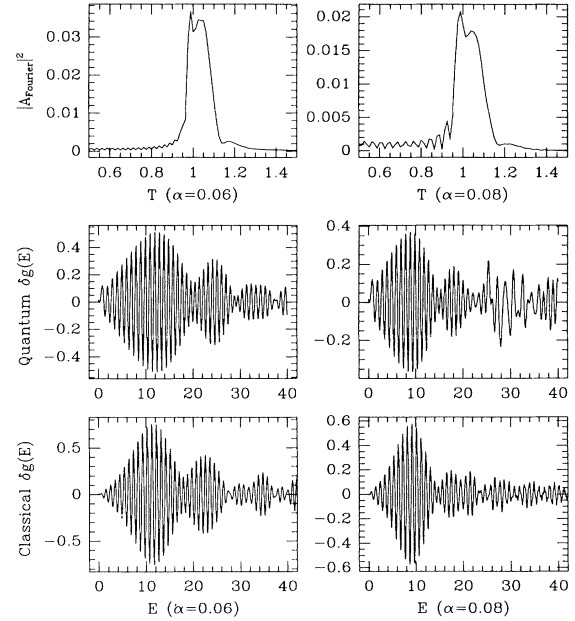 |A_Fourier|²
0.03
0.02
0.01
0
0.6 0.8 1 1.2 1.4
T (α=0.06)
0.02
0.015
0.01
0.005
0
0.6 0.8 1 1.2 1.4
T (α=0.08)
Quantum δg(E)
0.4
0.2
0
−0.2
−0.4
0 10 20 30 40
0.4
0.2
0
−0.2
0 10 20 30 40
Classical δg(E)
0.5
0
−0.5
0 10 20 30 40
E (α=0.06)
0.6
0.4
0.2
0
−0.2
−0.4
−0.6
0 10 20 30 40
E (α=0.08)